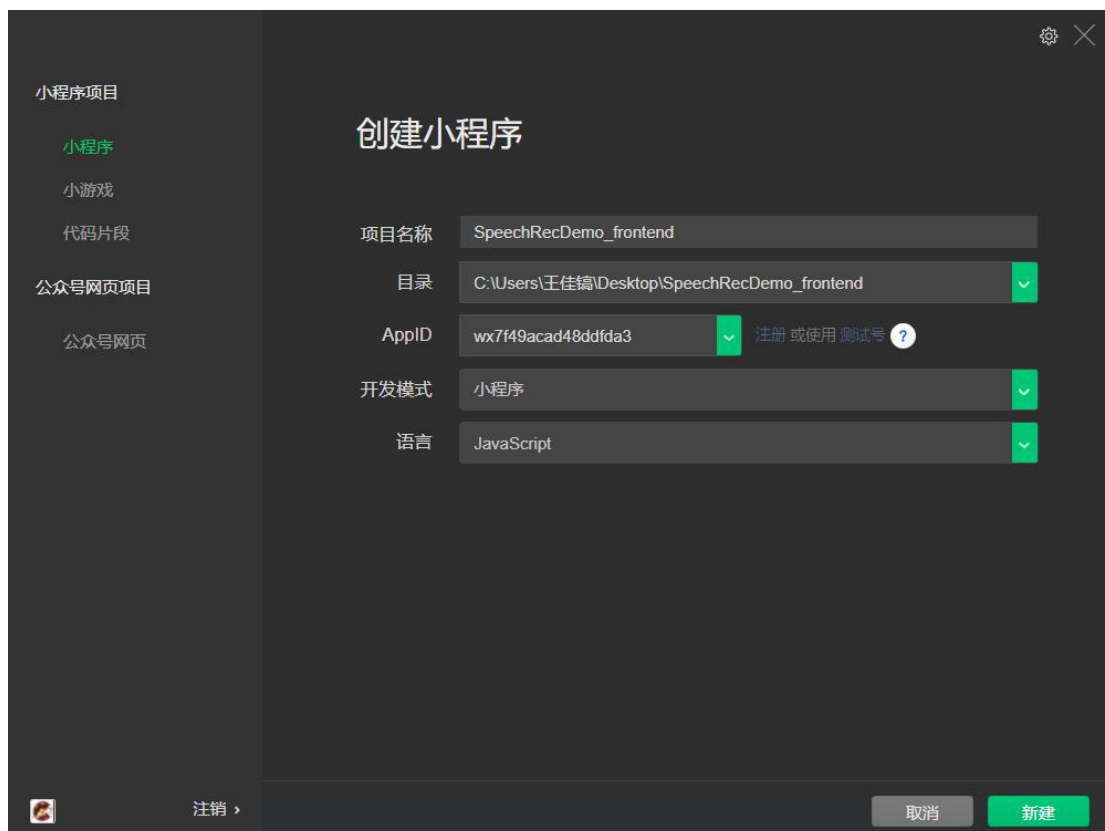 小程序项目
小程序
小游戏
代码片段
公众号网页项目
公众号网页
注销 ›
创建小程序
项目名称 SpeechRecDemo_frontend
目录 C:\Users\王佳镐\Desktop\SpeechRecDemo_frontend
AppID wx7f49acad48ddfda3 注册 或使用 测试号 ?
开发模式 小程序
语言 JavaScript
取消 新建